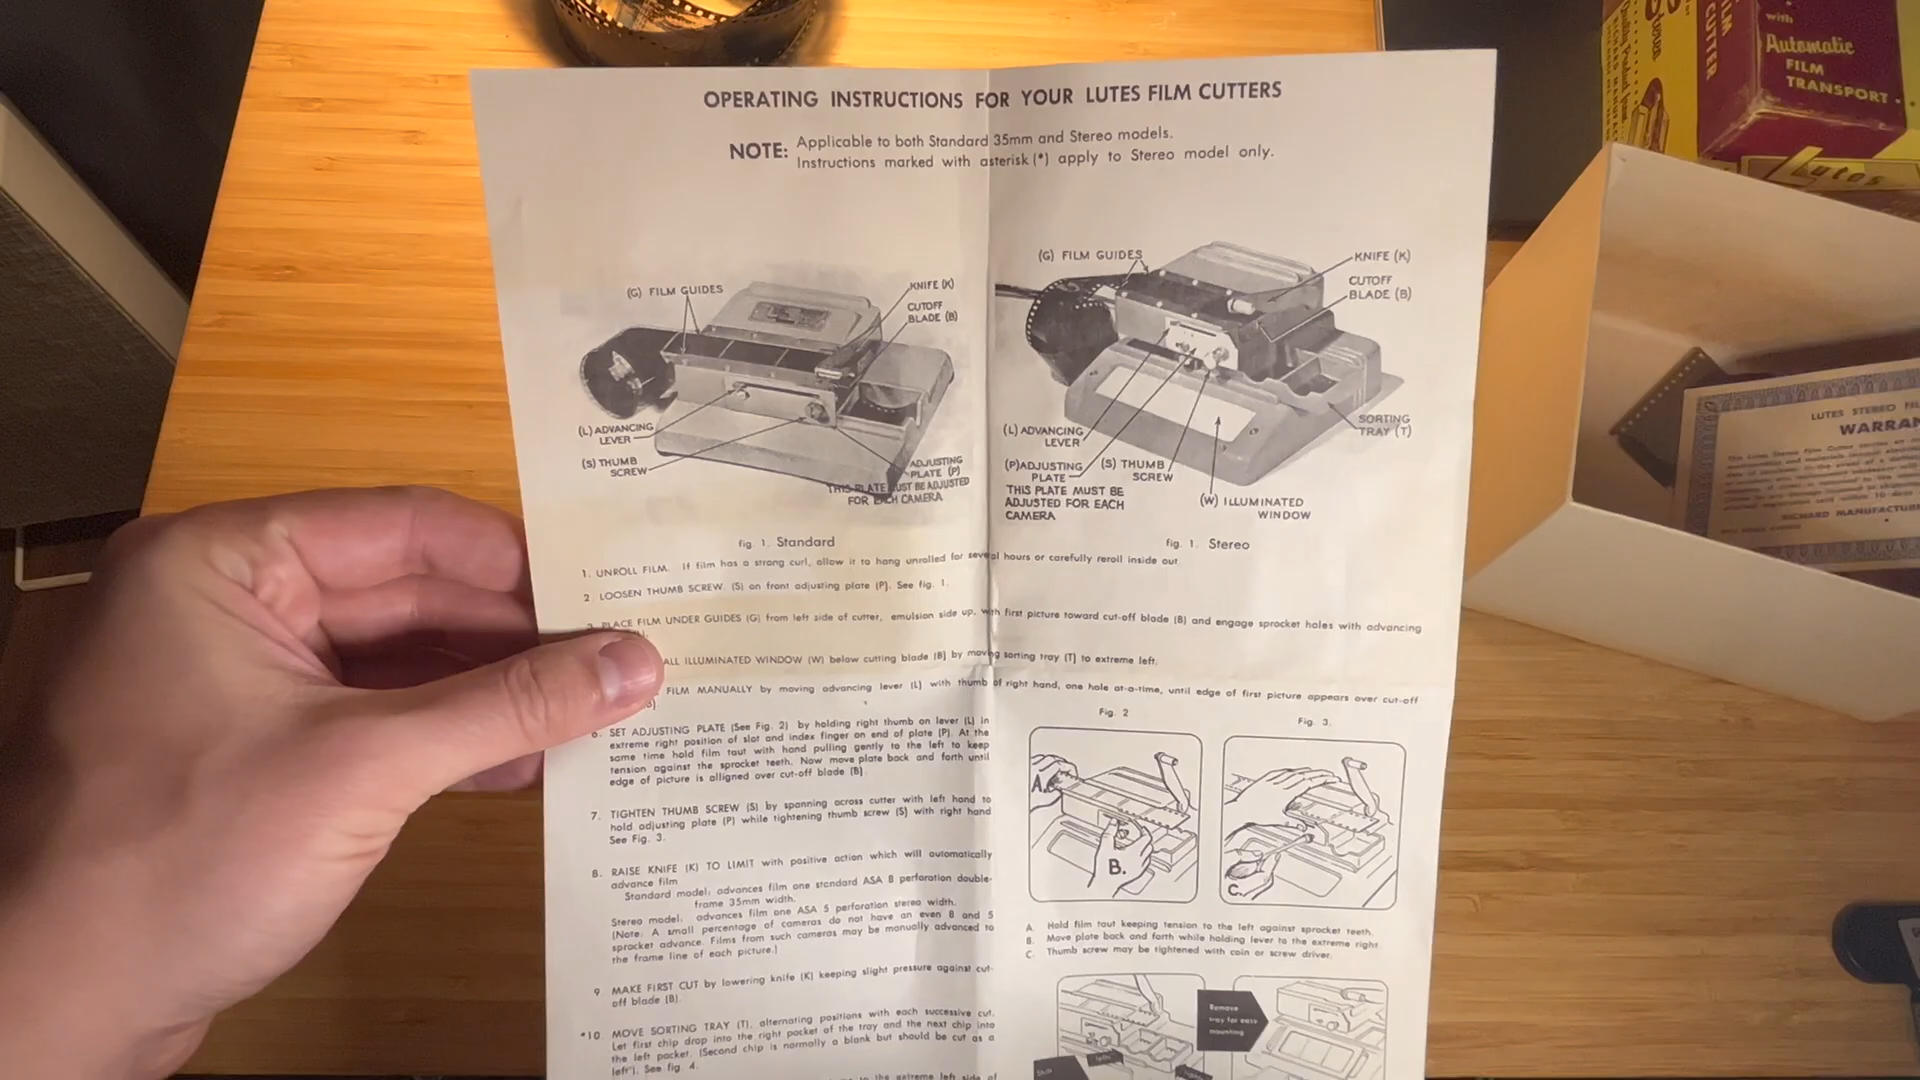 OPERATING INSTRUCTIONS FOR YOUR LUTES FILM CUTTERS
NOTE: Applicable to both Standard 35mm and Stereo models.
Instructions marked with asterisk (*) apply to Stereo model only.
(G) FILM GUIDES
KNIFE (K)
CUTOFF
BLADE (B)
(L) ADVANCING
LEVER
(S) THUMB
SCREW
ADJUSTING
PLATE (P)
THIS PLATE MUST BE ADJUSTED
FOR EACH CAMERA
fig. 1. Standard
(G) FILM GUIDES
KNIFE (K)
CUTOFF
BLADE (B)
SORTING
TRAY (T)
(L) ADVANCING
LEVER
(P) ADJUSTING
PLATE
THIS PLATE MUST BE
ADJUSTED FOR EACH
CAMERA
(S) THUMB
SCREW
(W) ILLUMINATED
WINDOW
fig. 1. Stereo
1. UNROLL FILM. If film has a strong curl, allow it to hang unrolled for several hours or carefully reroll inside out
2. LOOSEN THUMB SCREW. (S) on front adjusting plate (P). See fig. 1.
PLACE FILM UNDER GUIDES (G) from left side of cutter, emulsion side up, with first picture toward cut-off blade (B) and engage sprocket holes with advancing
ALL ILLUMINATED WINDOW (W) below cutting blade (B) by moving sorting tray (T) to extreme left.
FILM MANUALLY by moving advancing lever (L) with thumb of right hand, one hole at-a-time, until edge of first picture appears over cut-off
6. SET ADJUSTING PLATE (See Fig. 2) by holding right thumb on lever (L) in
extreme right position of slot and index finger on end of plate (P). At the
same time hold film taut with hand pulling gently to the left to keep
tension against the sprocket teeth. Now move plate back and forth until
edge of picture is alligned over cut-off blade (B).
7. TIGHTEN THUMB SCREW (S) by spanning across cutter with left hand to
hold adjusting plate (P) while tightening thumb screw (S) with right hand
See Fig. 3.
8. RAISE KNIFE (K) TO LIMIT with positive action which will automatically
advance film
Standard model: advances film one standard ASA 8 perforation double-
frame 35mm width.
Stereo model: advances film one ASA 5 perforation stereo width.
(Note. A small percentage of cameras do not have an even 8 and 5
sprocket advance. Films from such cameras may be manually advanced to
the frame line of each picture.)
9. MAKE FIRST CUT by lowering knife (K) keeping slight pressure against cut-
off blade (B).
*10. MOVE SORTING TRAY (T), alternating positions with each successive cut.
Let first chip drop into the right pocket of the tray and the next chip into
the left pocket. (Second chip is normally a blank but should be cut as a
left). See fig. 4.
the extreme left side of
Fig. 2
Fig. 3.
A.
B.
C.
A. Hold film taut keeping tension to the left against sprocket teeth.
B. Move plate back and forth while holding lever to the extreme right
C. Thumb screw may be tightened with coin or screw driver.
Remove
tray for easy
mounting
Shift
Stereo
FILM
CUTTER
with
Automatic
FILM
TRANSPORT
Lutes
LUTES STEREO
WARRAN
RICHARD